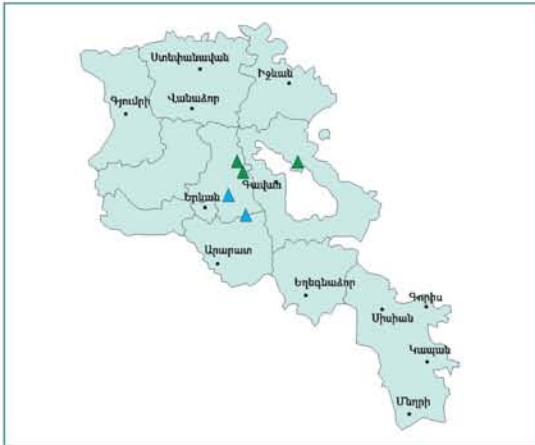 Ստեփանավան
Իջևան
Գյումրի
Վանաձոր
Գավառ
Երևան
Արարատ
Եղեգնաձոր
Գորիս
Սիսիան
Կապան
Մեղրի